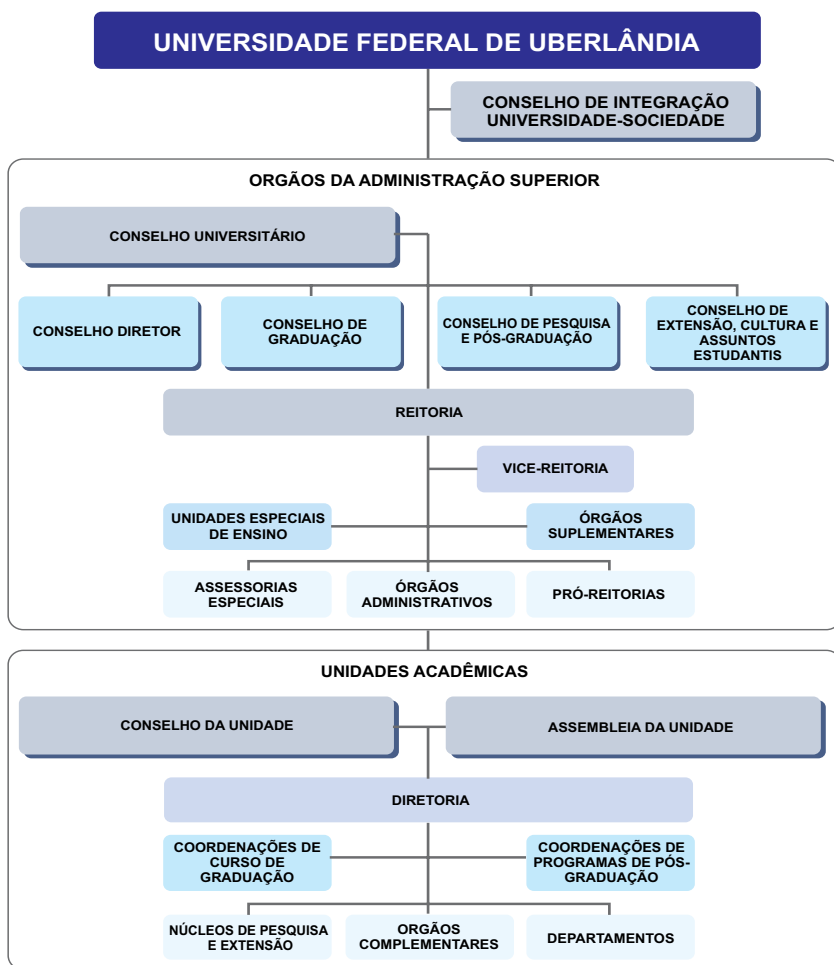 UNIVERSIDADE FEDERAL DE UBERLÂNDIA
CONSELHO DE INTEGRAÇÃO
UNIVERSIDADE-SOCIEDADE
ORGÃOS DA ADMINISTRAÇÃO SUPERIOR
CONSELHO UNIVERSITÁRIO
CONSELHO DIRETOR
CONSELHO DE
GRADUAÇÃO
CONSELHO DE PESQUISA
E PÓS-GRADUAÇÃO
CONSELHO DE
EXTENSÃO, CULTURA E
ASSUNTOS
ESTUDANTIS
REITORIA
VICE-REITORIA
UNIDADES ESPECIAIS
DE ENSINO
ÓRGÃOS
SUPLEMENTARES
ASSESSORIAS
ESPECIAIS
ÓRGÃOS
ADMINISTRATIVOS
PRÓ-REITORIAS
UNIDADES ACADÊMICAS
CONSELHO DA UNIDADE
ASSEMBLEIA DA UNIDADE
DIRETORIA
COORDENAÇÕES DE
CURSO DE
GRADUAÇÃO
COORDENAÇÕES DE
PROGRAMAS DE PÓS-
GRADUAÇÃO
NÚCLEOS DE PESQUISA
E EXTENSÃO
ORGÃOS
COMPLEMENTARES
DEPARTAMENTOS